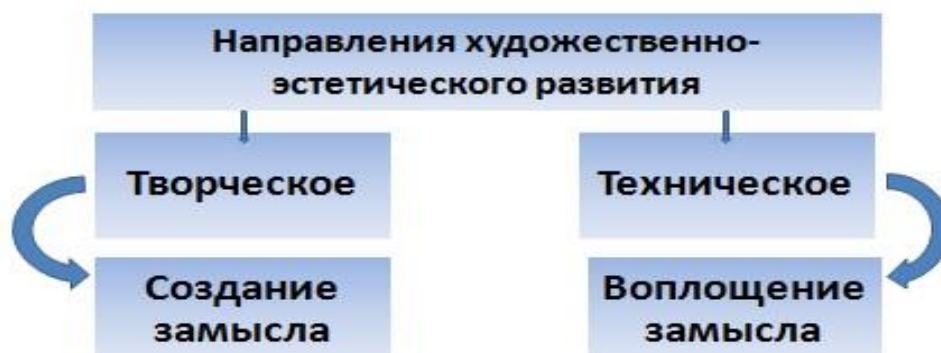 Направления художественно-
эстетического развития
Творческое
Техническое
Создание
замысла
Воплощение
замысла